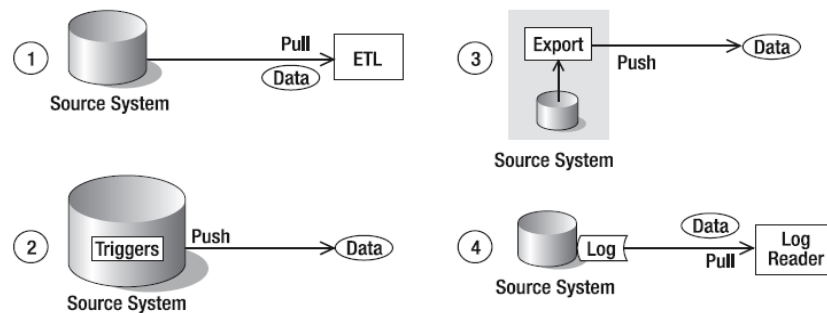 1
Pull
ETL
Data
Source System
2
Triggers
Push
Data
Source System
3
Export
Push
Data
Source System
4
Log
Data
Pull
Log
Reader
Source System